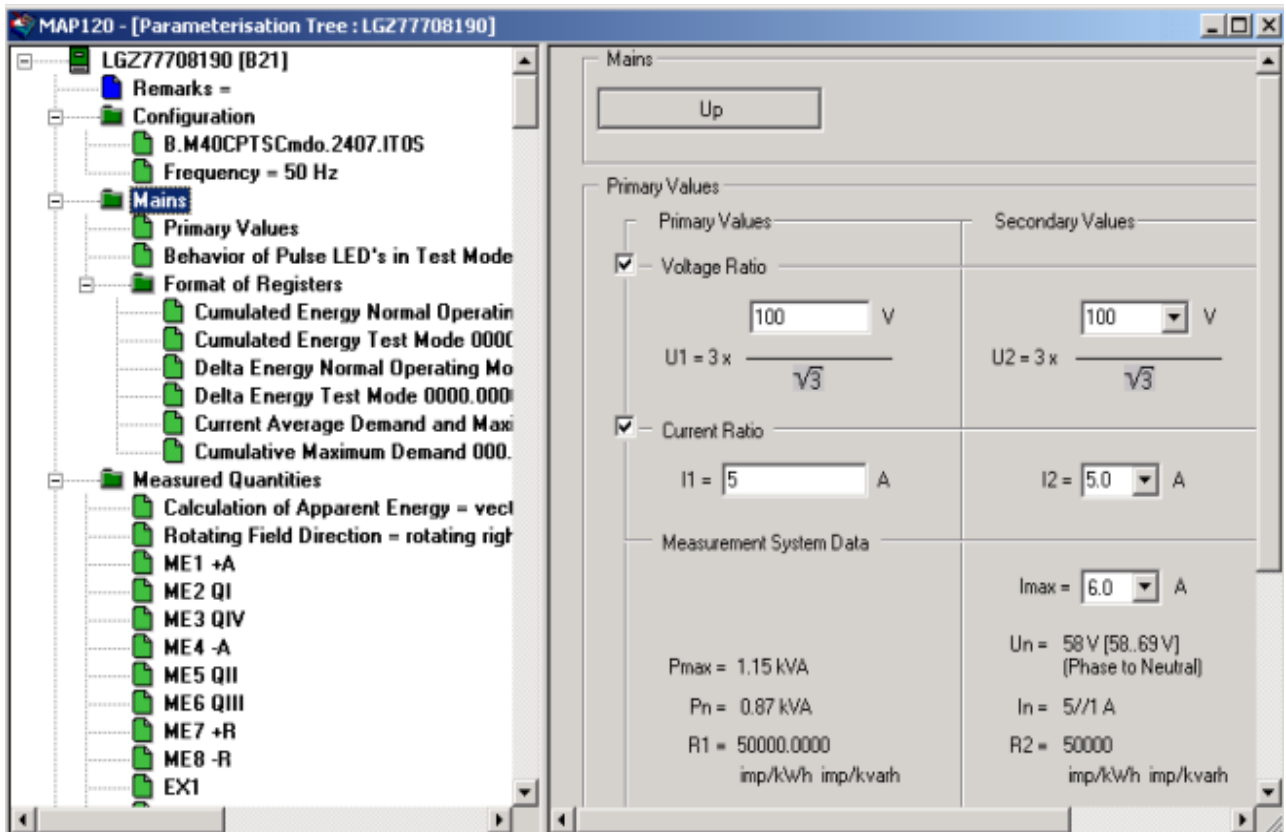 MAP120 - [Parameterisation Tree : LGZ77708190]
LGZ77708190 [B21]
Remarks =
Configuration
B.M40CPTSCmdo.2407.IT0S
Frequency = 50 Hz
Mains
Primary Values
Behavior of Pulse LED's in Test Mode
Format of Registers
Cumulated Energy Normal Operatin
Cumulated Energy Test Mode 0000
Delta Energy Normal Operating Mo
Delta Energy Test Mode 0000.000
Current Average Demand and Maxi
Cumulative Maximum Demand 000.
Measured Quantities
Calculation of Apparent Energy = vect
Rotating Field Direction = rotating righ
ME1 +A
ME2 QI
ME3 QIV
ME4 -A
ME5 QII
ME6 QIII
ME7 +R
ME8 -R
EX1
Mains
Up
Primary Values
Primary Values Secondary Values
Voltage Ratio
100 V 100 V
U1 = 3 x U2 = 3 x
√3 √3
Current Ratio
I1 = 5 A I2 = 5.0 A
Measurement System Data
Imax = 6.0 A
Un = 58 V [58..69 V]
(Phase to Neutral)
Pmax = 1.15 kVA
Pn = 0.87 kVA In = 5//1 A
R1 = 50000.0000 R2 = 50000
imp/kWh imp/kvarh imp/kWh imp/kvarh